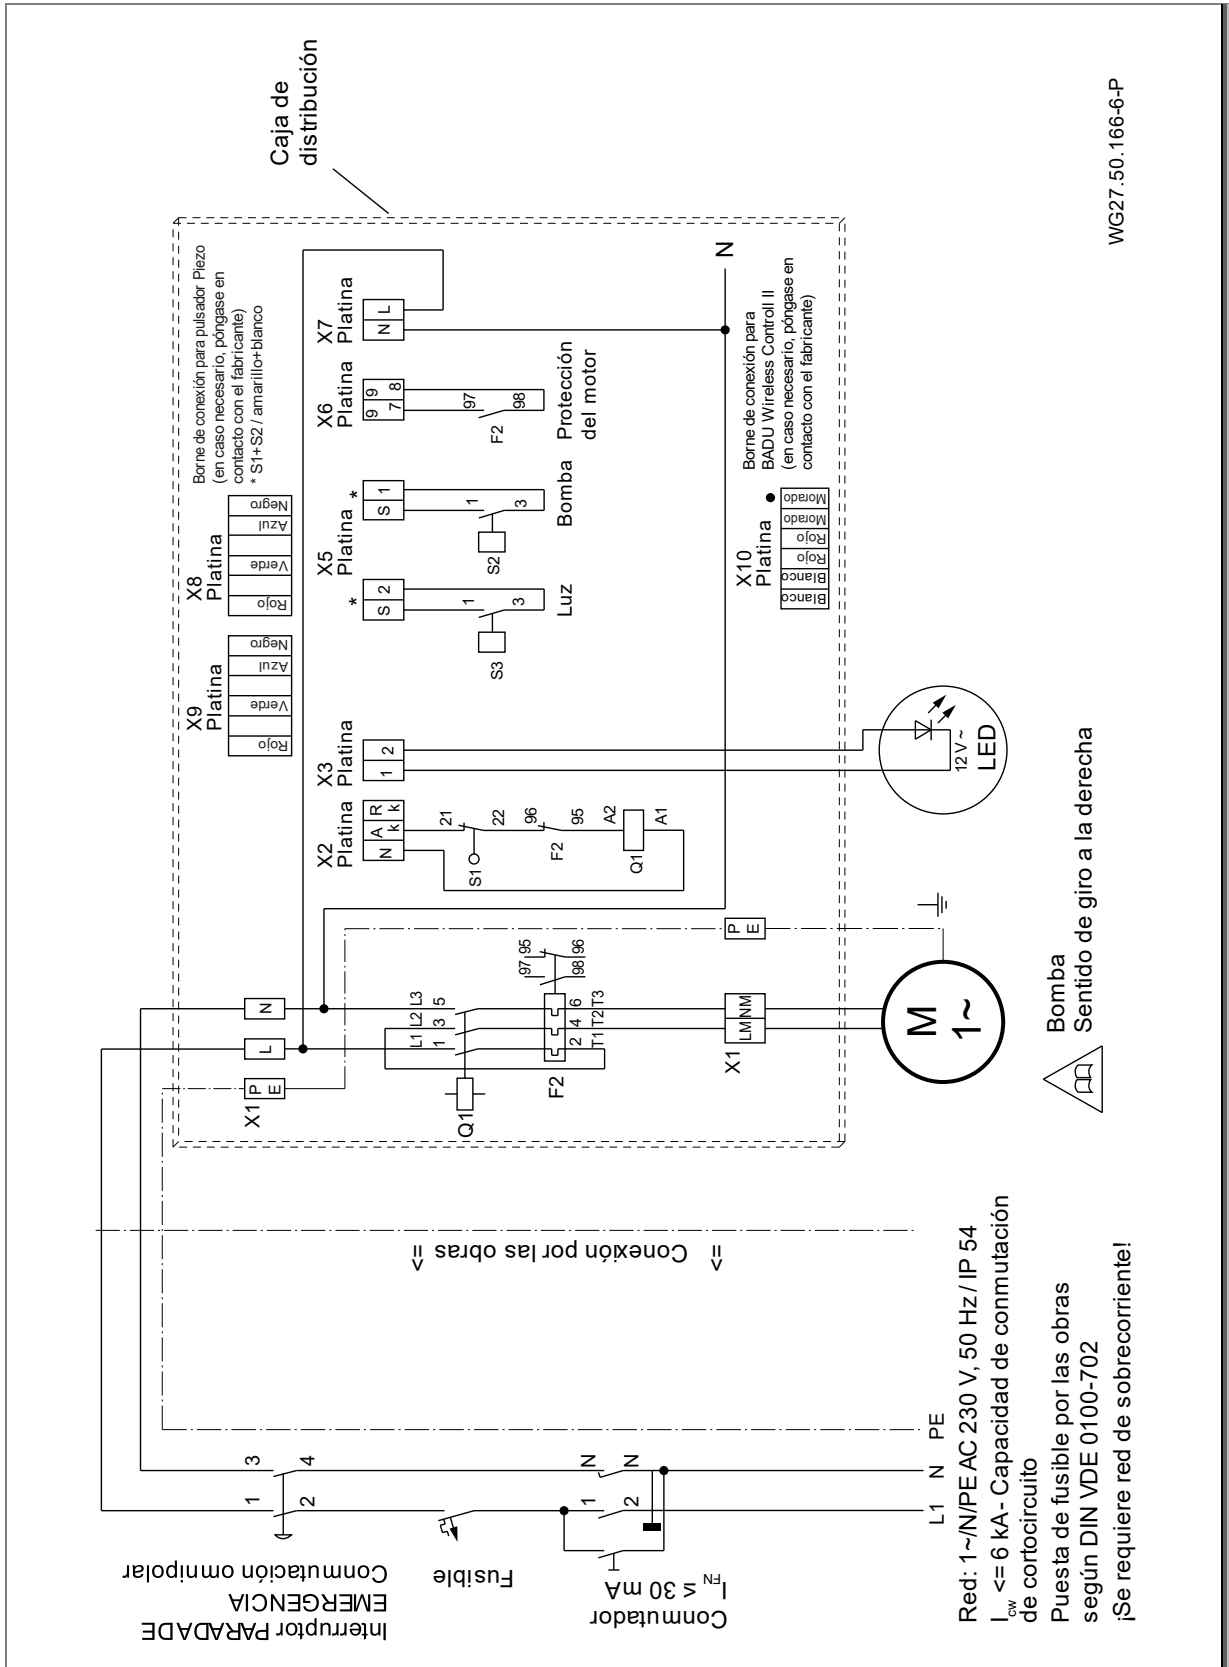 Caja de
distribución
WG27.50.166-6-P
Borne de conexión para pulsador Piezo
(en caso necesario, póngase en
contacto con el fabricante)
* S1+S2 / amarillo+blanco
X9
Platina
Rojo
Verde
Azul
Negro
X8
Platina
Rojo
Verde
Azul
Negro
X2
Platina
N
A k
R k
21
22
S1
96
95
F2
A2
A1
Q1
X3
Platina
1
2
12 V ~
LED
X5
Platina
*
S 2
1
3
S3
Luz
*
S 1
1
3
S2
Bomba
X6
Platina
9 7
9 8
97
98
F2
Protección
del motor
X7
Platina
N L
N
X10
Platina
Blanco
Blanco
Rojo
Rojo
Morado
Morado
Borne de conexión para
BADU Wireless Controll II
(en caso necesario, póngase en
contacto con el fabricante)
X1
P E
L
N
L1 L2 L3
1 3 5
Q1
F2
2 4 6
T1 T2 T3
97 95
98 96
X1
LM NM
P E
M
1~
Bomba
Sentido de giro a la derecha
<= Conexión por las obras =>
Interruptor PARADA DE
EMERGENCIA
Conmutación omnipolar
1 3
2 4
Fusible
Conmutador
I FN ≤ 30 mA
1 N
2 N
L1 N PE
Red: 1~/N/PE AC 230 V, 50 Hz / IP 54
Icw <= 6 kA - Capacidad de conmutación
de cortocircuito
Puesta de fusible por las obras
según DIN VDE 0100-702
¡Se requiere red de sobrecorriente!